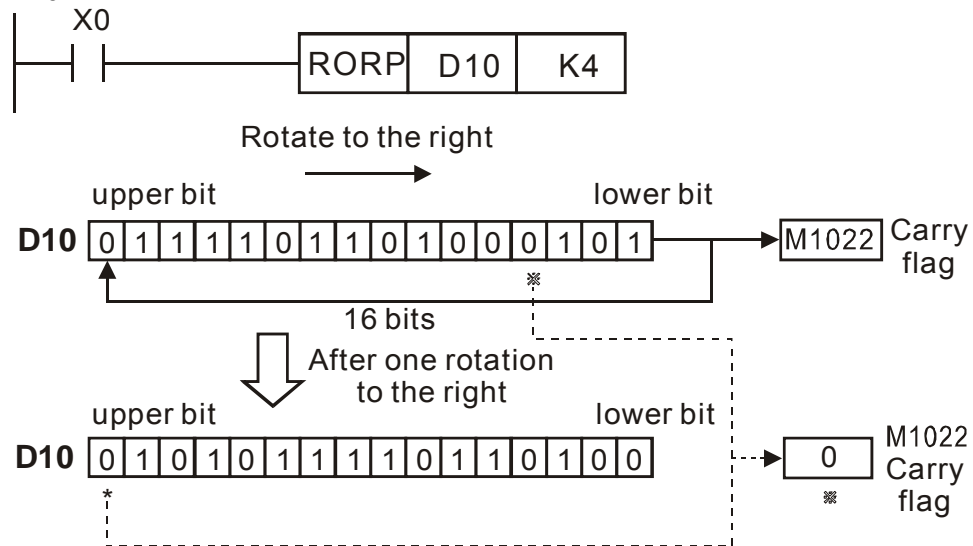 X0
RORP D10 K4
Rotate to the right
upper bit lower bit
D10 0 1 1 1 1 0 1 1 0 1 0 0 0 1 0 1 M1022 Carry flag
※
16 bits
After one rotation
to the right
upper bit lower bit
D10 0 1 0 1 0 1 1 1 1 0 1 1 0 1 0 0 0 M1022 Carry flag
* ※